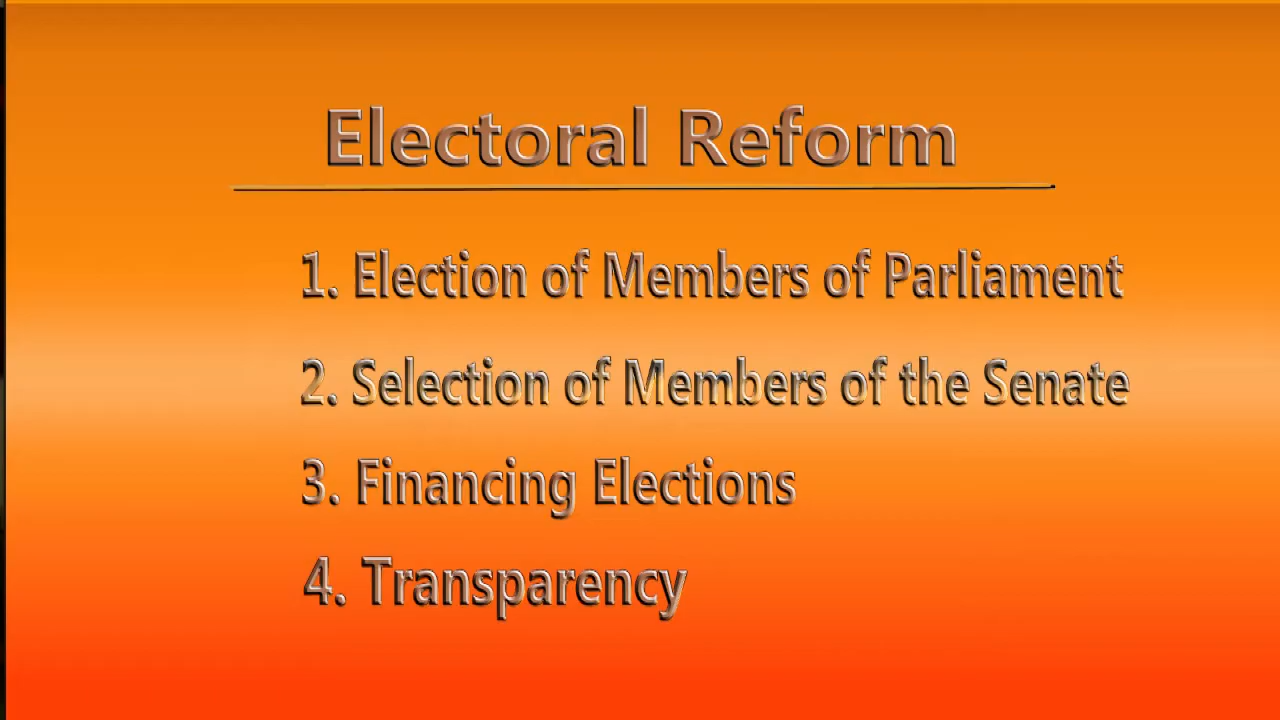 Electoral Reform
1. Election of Members of Parliament
2. Selection of Members of the Senate
3. Financing Elections
4. Transparency